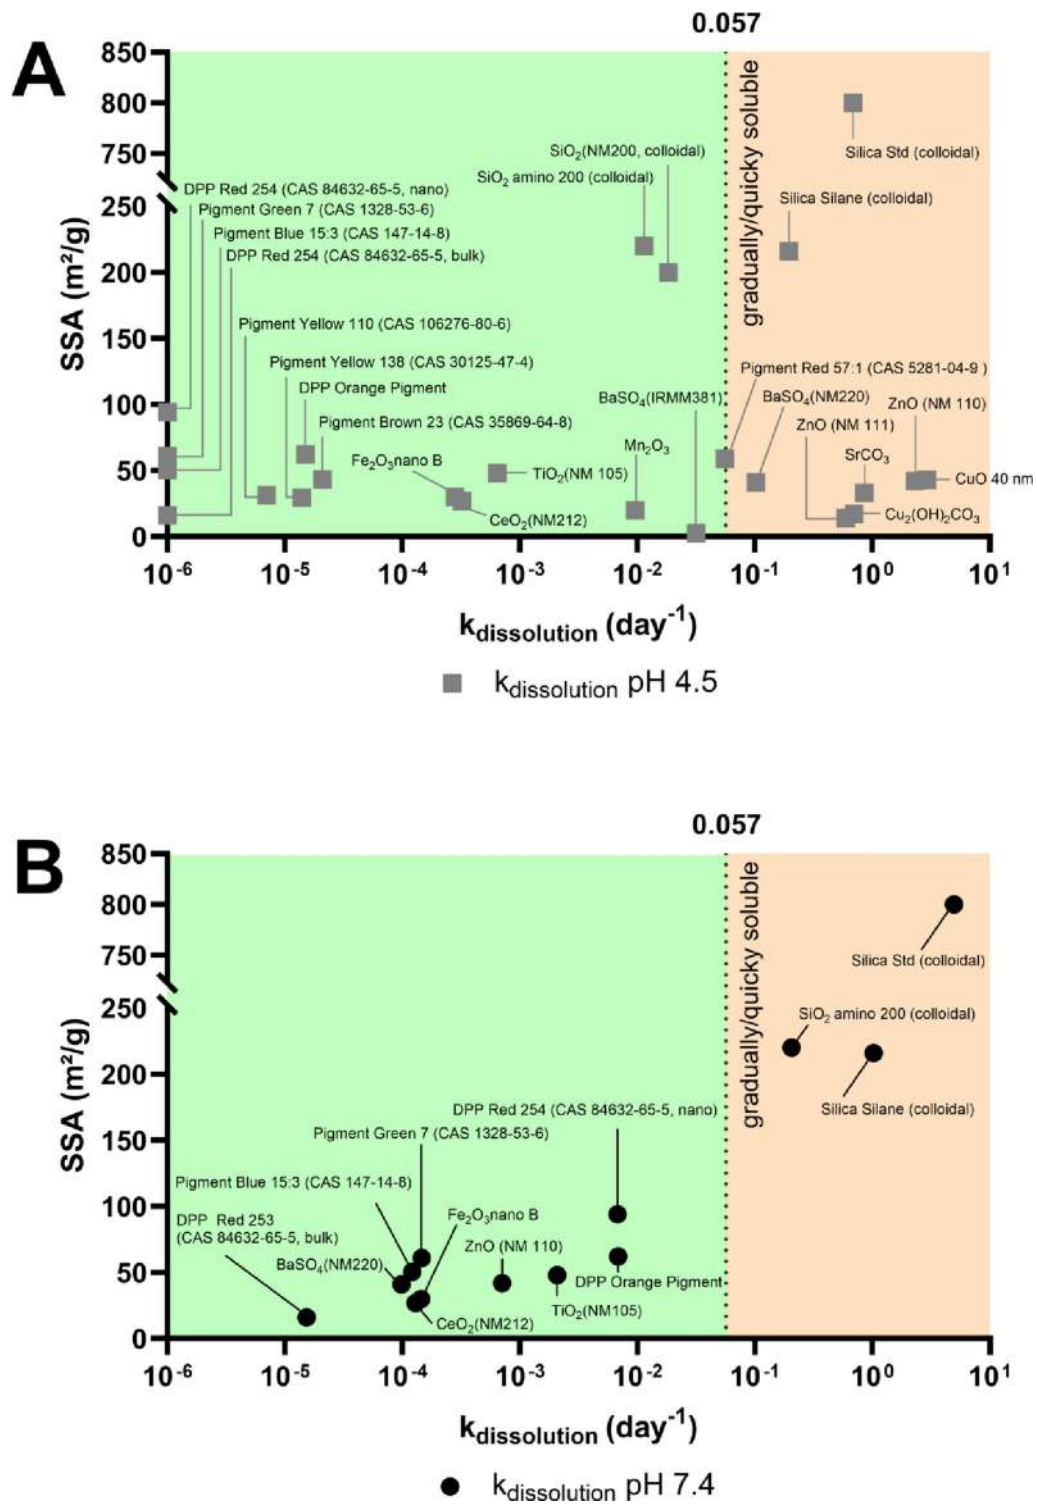 0.057
A
850
800
750
250
200
150
100
50
0
SSA (m²/g)
gradually/quicky soluble
Silica Std (colloidal)
SiO₂(NM200, colloidal)
SiO₂ amino 200 (colloidal)
Silica Silane (colloidal)
DPP Red 254 (CAS 84632-65-5, nano)
Pigment Green 7 (CAS 1328-53-6)
Pigment Blue 15:3 (CAS 147-14-8)
DPP Red 254 (CAS 84632-65-5, bulk)
Pigment Yellow 110 (CAS 106276-80-6)
Pigment Yellow 138 (CAS 30125-47-4)
DPP Orange Pigment
Pigment Brown 23 (CAS 35869-64-8)
Fe₂O₃nano B
CeO₂(NM212)
TiO₂(NM 105)
Mn₂O₃
BaSO₄(IRMM381)
Pigment Red 57:1 (CAS 5281-04-9 )
BaSO₄(NM220)
ZnO (NM 110)
ZnO (NM 111)
SrCO₃
CuO 40 nm
Cu₂(OH)₂CO₃
10⁻⁶ 10⁻⁵ 10⁻⁴ 10⁻³ 10⁻² 10⁻¹ 10⁰ 10¹
k_dissolution (day⁻¹)
k_dissolution pH 4.5
0.057
B
850
800
750
250
200
150
100
50
0
SSA (m²/g)
gradually/quicky soluble
Silica Std (colloidal)
SiO₂ amino 200 (colloidal)
Silica Silane (colloidal)
DPP Red 254 (CAS 84632-65-5, nano)
Pigment Green 7 (CAS 1328-53-6)
Pigment Blue 15:3 (CAS 147-14-8)
DPP Red 253
(CAS 84632-65-5, bulk)
BaSO₄(NM220)
Fe₂O₃nano B
ZnO (NM 110)
DPP Orange Pigment
TiO₂(NM105)
CeO₂(NM212)
10⁻⁶ 10⁻⁵ 10⁻⁴ 10⁻³ 10⁻² 10⁻¹ 10⁰ 10¹
k_dissolution (day⁻¹)
k_dissolution pH 7.4